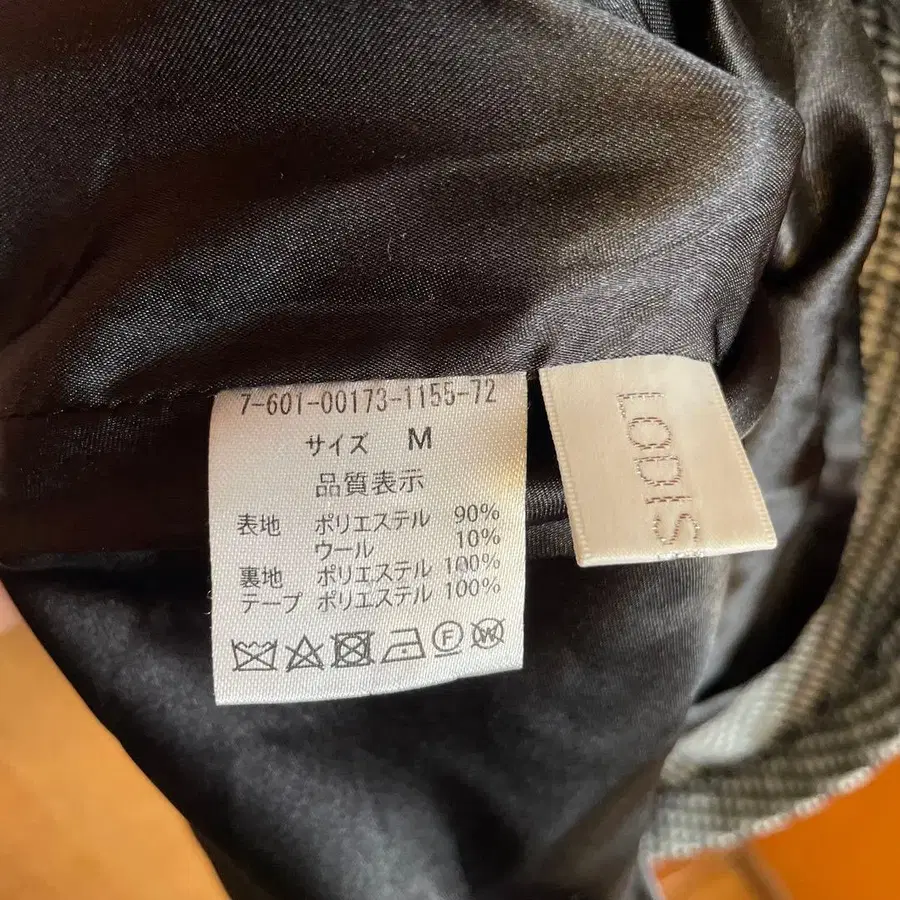 7-601-00173-1155-72
サイズ M
品質表示
表地 ポリエステル 90%
ウール 10%
裏地 ポリエステル 100%
テープ ポリエステル 100%
F
W
LODIS